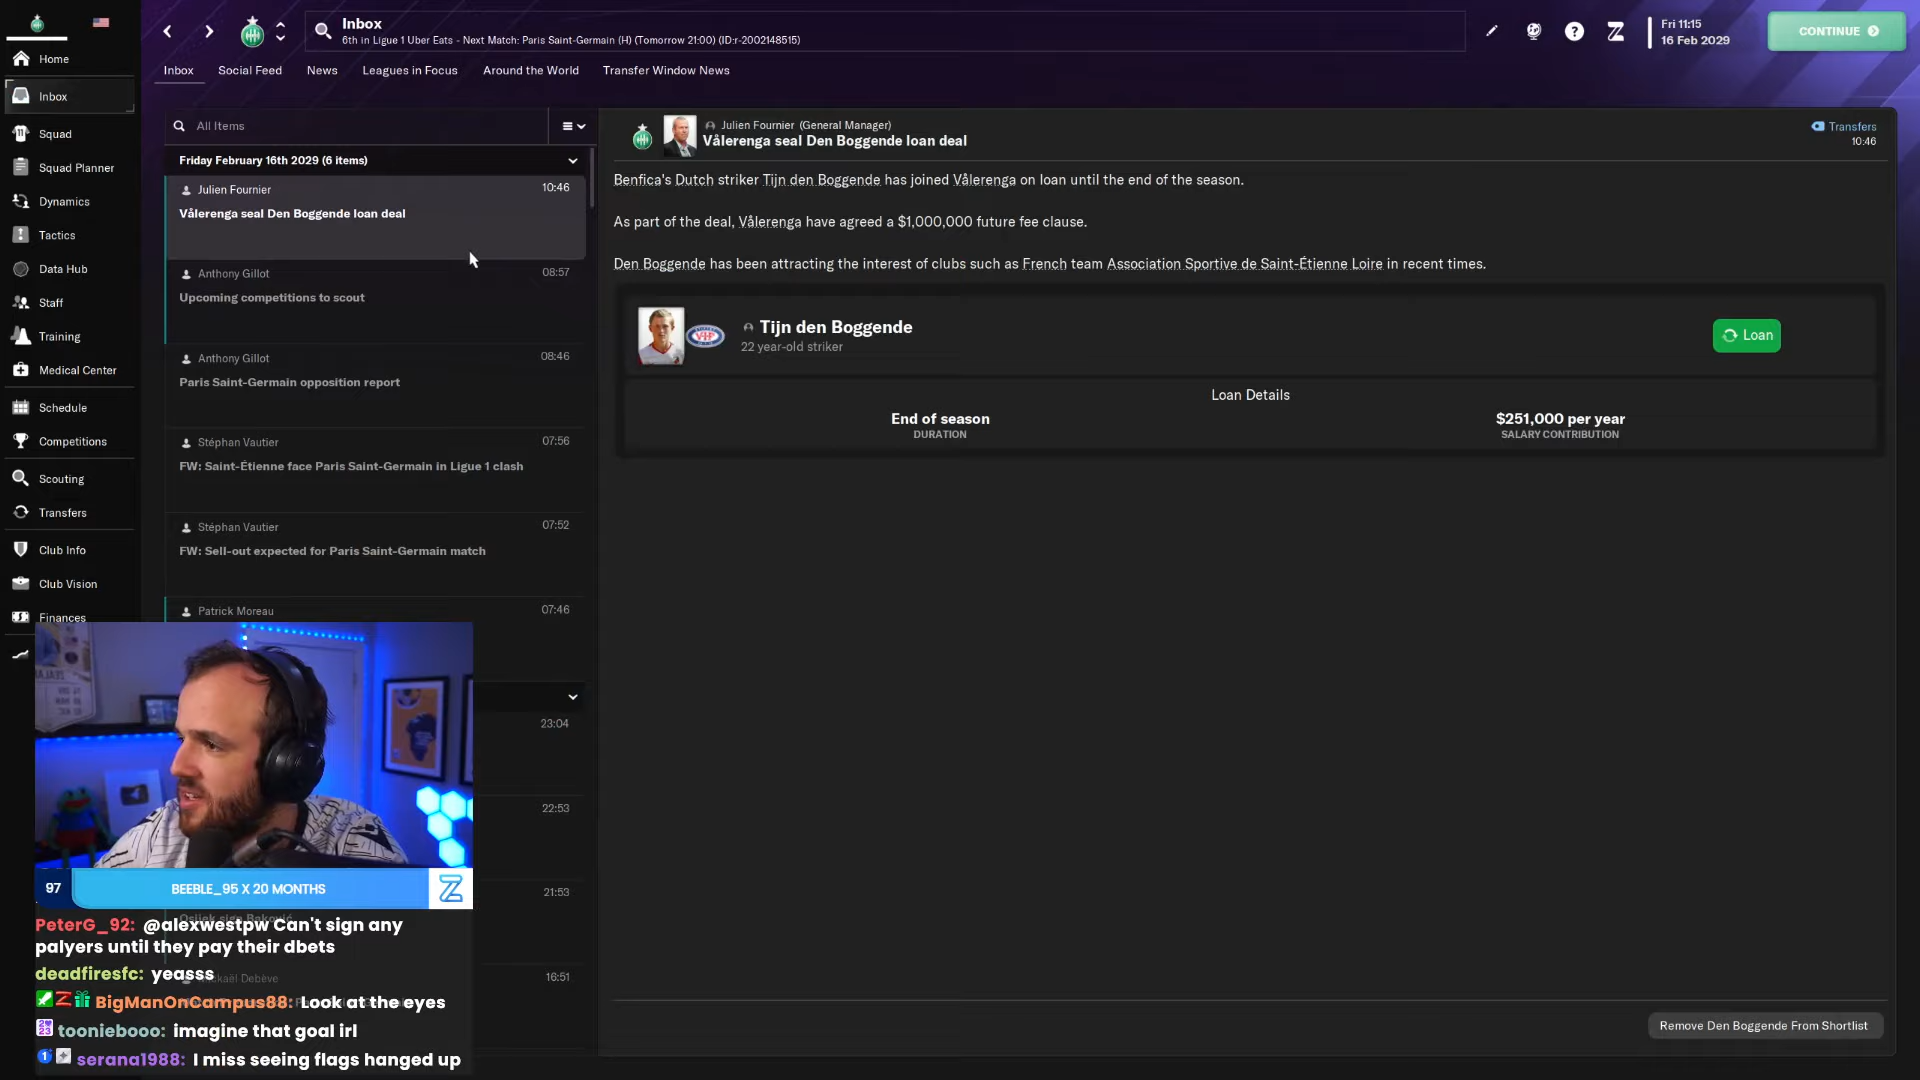 Inbox
6th in Ligue 1 Uber Eats - Next Match: Paris Saint-Germain (H) (Tomorrow 21:00) (ID:r-2002148515)
Fri 11:15
16 Feb 2029
CONTINUE
Inbox
Social Feed
News
Leagues in Focus
Around the World
Transfer Window News
Home
Inbox
Squad
Squad Planner
Dynamics
Tactics
Data Hub
Staff
Training
Medical Center
Schedule
Competitions
Scouting
Transfers
Club Info
Club Vision
Finances
All Items
Friday February 16th 2029 (6 items)
Julien Fournier 10:46
Vålerenga seal Den Boggende loan deal
Anthony Gillot 08:57
Upcoming competitions to scout
Anthony Gillot 08:46
Paris Saint-Germain opposition report
Stéphan Vautier 07:56
FW: Saint-Étienne face Paris Saint-Germain in Ligue 1 clash
Stéphan Vautier 07:52
FW: Sell-out expected for Paris Saint-Germain match
Patrick Moreau 07:46
23:04
22:53
21:53
16:51
Julien Fournier (General Manager)
Vålerenga seal Den Boggende loan deal
Transfers
10:46
Benfica's Dutch striker Tijn den Boggende has joined Vålerenga on loan until the end of the season.
As part of the deal, Vålerenga have agreed a $1,000,000 future fee clause.
Den Boggende has been attracting the interest of clubs such as French team Association Sportive de Saint-Étienne Loire in recent times.
Tijn den Boggende
22 year-old striker
Loan
Loan Details
End of season
DURATION
$251,000 per year
SALARY CONTRIBUTION
Remove Den Boggende From Shortlist
97
BEEBLE_95 X 20 MONTHS
PeterG_92: @alexwestpw Can't sign any
palyers until they pay their dbets
deadfiresfc: yeasss
BigManOnCampus88: Look at the eyes
tooniebooo: imagine that goal irl
serana1988: I miss seeing flags hanged up